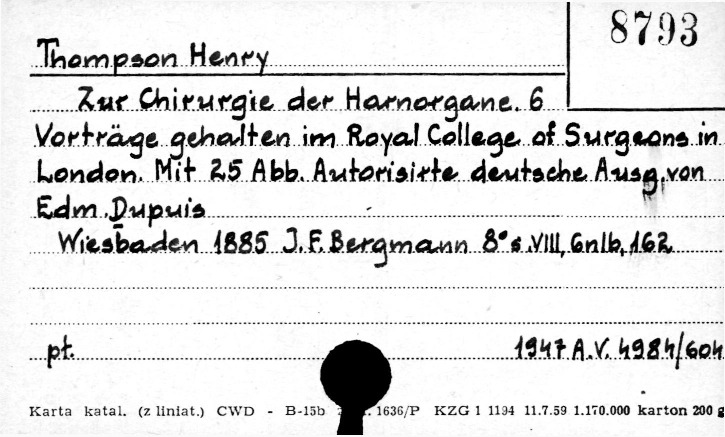 8793
Thompson Henry
Zur Chirurgie der Harnorgane. 6
Vorträge gehalten im Royal College of Surgeons in
London. Mit 25 Abb. Autorisirte deutsche Ausg. von
Edm. Dupuis
Wiesbaden 1885 J.F. Bergmann 8° s. VIII, 6nlb, 162
pt. 1947 A.V. 4984/604
Karta katal. (z liniat.) CWD - B-15b 1636/P KZG 1 1194 11.7.59 1.170.000 karton 200 g